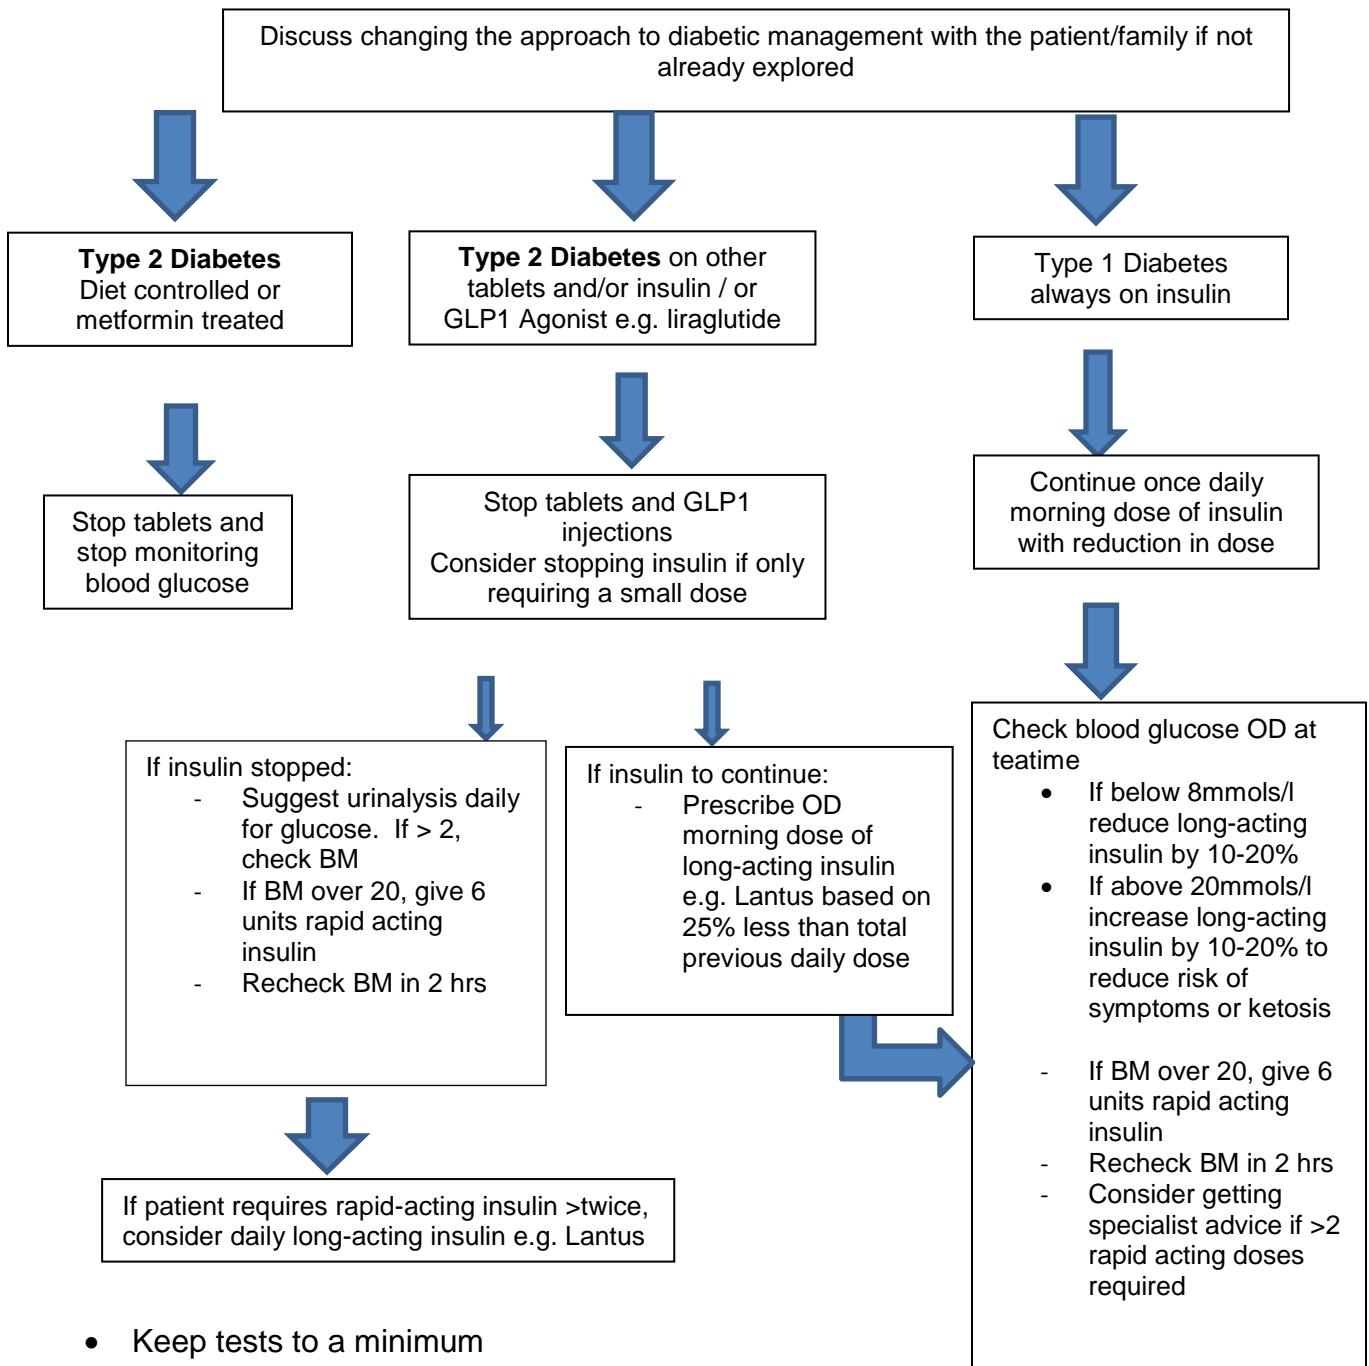 Discuss changing the approach to diabetic management with the patient/family if not
already explored
Type 2 Diabetes
Diet controlled or
metformin treated
Type 2 Diabetes on other
tablets and/or insulin / or
GLP1 Agonist e.g. liraglutide
Type 1 Diabetes
always on insulin
Stop tablets and
stop monitoring
blood glucose
Stop tablets and GLP1
injections
Consider stopping insulin if only
requiring a small dose
Continue once daily
morning dose of insulin
with reduction in dose
If insulin stopped:
- Suggest urinalysis daily
for glucose. If > 2,
check BM
- If BM over 20, give 6
units rapid acting
insulin
- Recheck BM in 2 hrs
If insulin to continue:
- Prescribe OD
morning dose of
long-acting insulin
e.g. Lantus based on
25% less than total
previous daily dose
Check blood glucose OD at
teatime
• If below 8mmols/l
reduce long-acting
insulin by 10-20%
• If above 20mmols/l
increase long-acting
insulin by 10-20% to
reduce risk of
symptoms or ketosis
- If BM over 20, give 6
units rapid acting
insulin
- Recheck BM in 2 hrs
- Consider getting
specialist advice if >2
rapid acting doses
required
If patient requires rapid-acting insulin >twice,
consider daily long-acting insulin e.g. Lantus
• Keep tests to a minimum